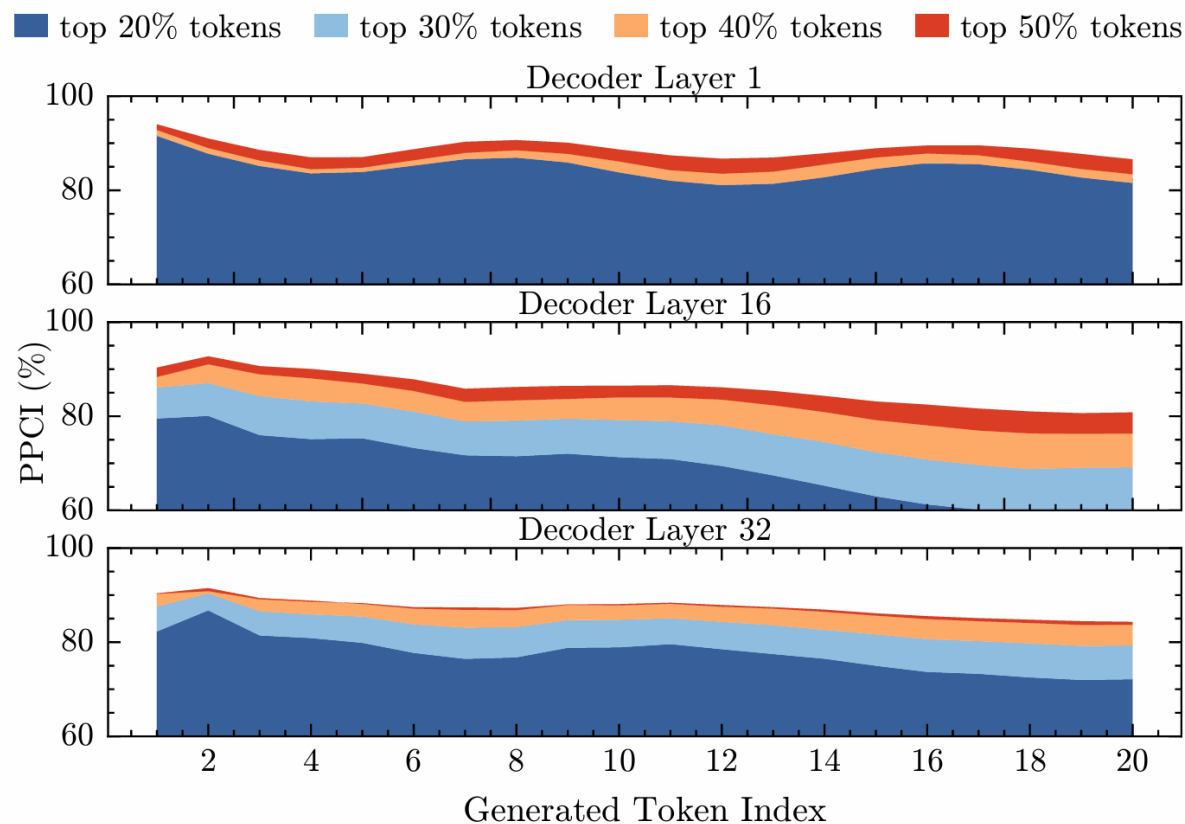 top 20% tokens top 30% tokens top 40% tokens top 50% tokens
Decoder Layer 1
100
80
60
Decoder Layer 16
100
80
60
PPCI (%)
Decoder Layer 32
100
80
60
2 4 6 8 10 12 14 16 18 20
Generated Token Index